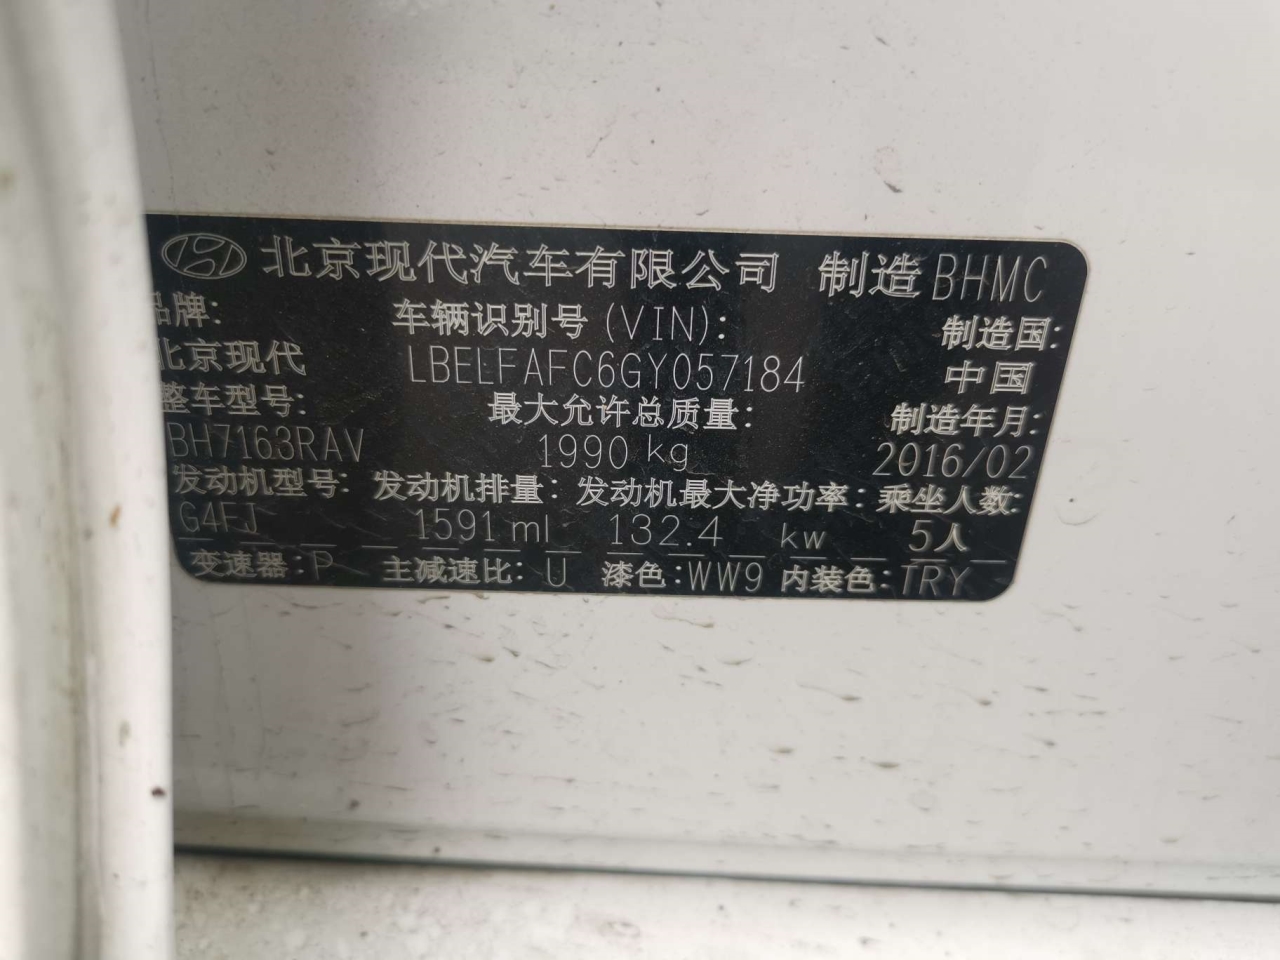 北京现代汽车有限公司 制造 BHMC
品牌: 车辆识别号 (VIN): 制造国:
北京现代 LBELFAFC6GY057184 中国
整车型号: 最大允许总质量: 制造年月:
BH7163RAV 1990 kg 2016/02
发动机型号: 发动机排量: 发动机最大净功率: 乘坐人数:
G4FJ 1591 ml 132.4 kw 5人
变速器: P 主减速比: U 漆色: WW9 内装色: TRY